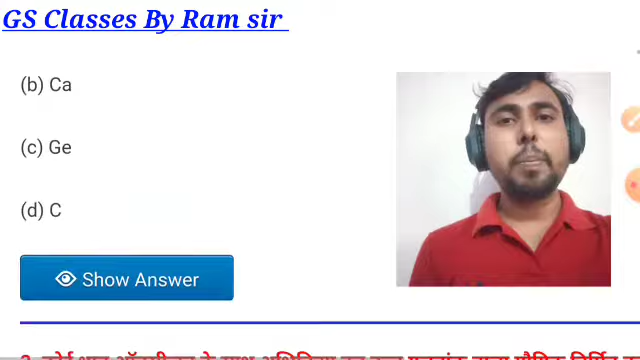 GS Classes By Ram sir
(b) Ca
(c) Ge
(d) C
Show Answer